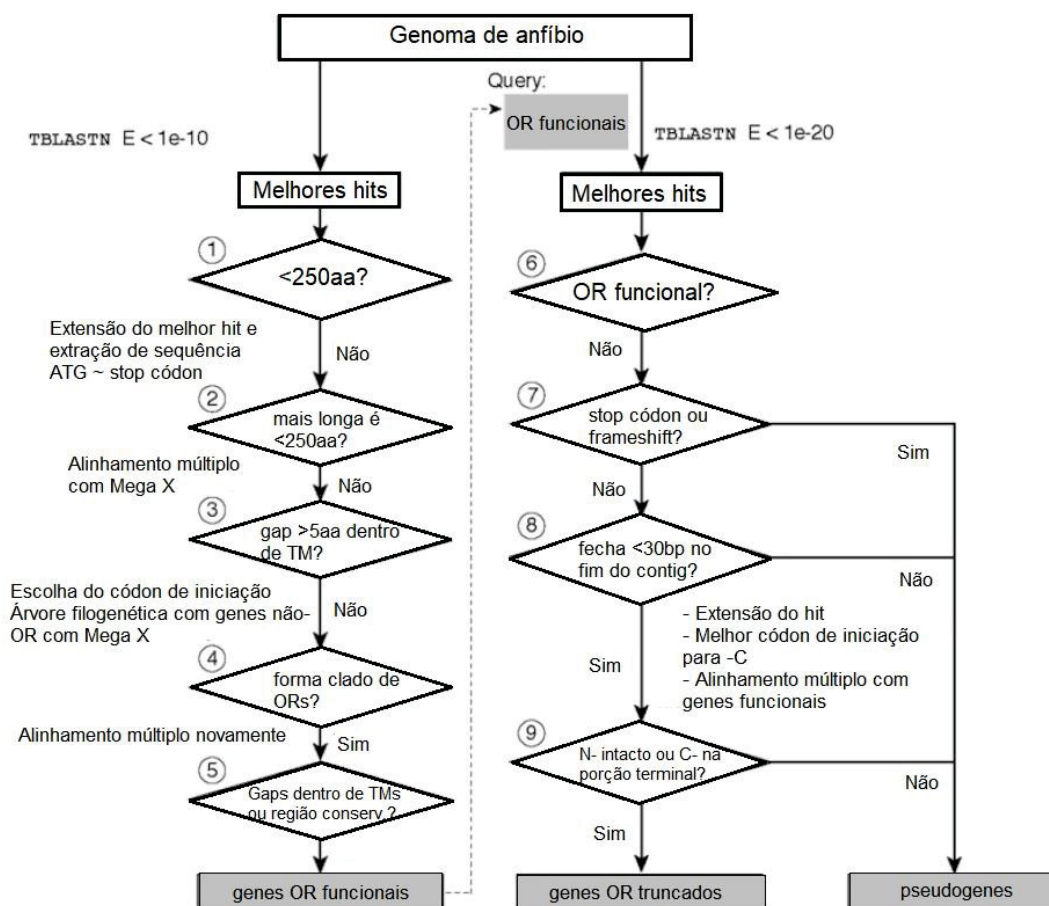 Genoma de anfíbio
Query:
OR funcionais
TBLASTN E < 1e-10
TBLASTN E < 1e-20
Melhores hits
Melhores hits
1
<250aa?
6
OR funcional?
Extensão do melhor hit e
extração de sequência
ATG ~ stop códon
Não
Não
2
mais longa é
<250aa?
7
stop códon ou
frameshift?
Sim
Alinhamento múltiplo
com Mega X
Não
Não
3
gap >5aa dentro
de TM?
8
fecha <30bp no
fim do contig?
Não
Escolha do códon de iniciação
Árvore filogenética com genes não-
OR com Mega X
Não
- Extensão do hit
- Melhor códon de iniciação
para -C
- Alinhamento múltiplo com
genes funcionais
Sim
4
forma clado de
ORs?
Alinhamento múltiplo novamente
Sim
9
N- intacto ou C- na
porção terminal?
Não
5
Gaps dentro de TMs
ou região conserv.?
Sim
genes OR funcionais
genes OR truncados
pseudogenes